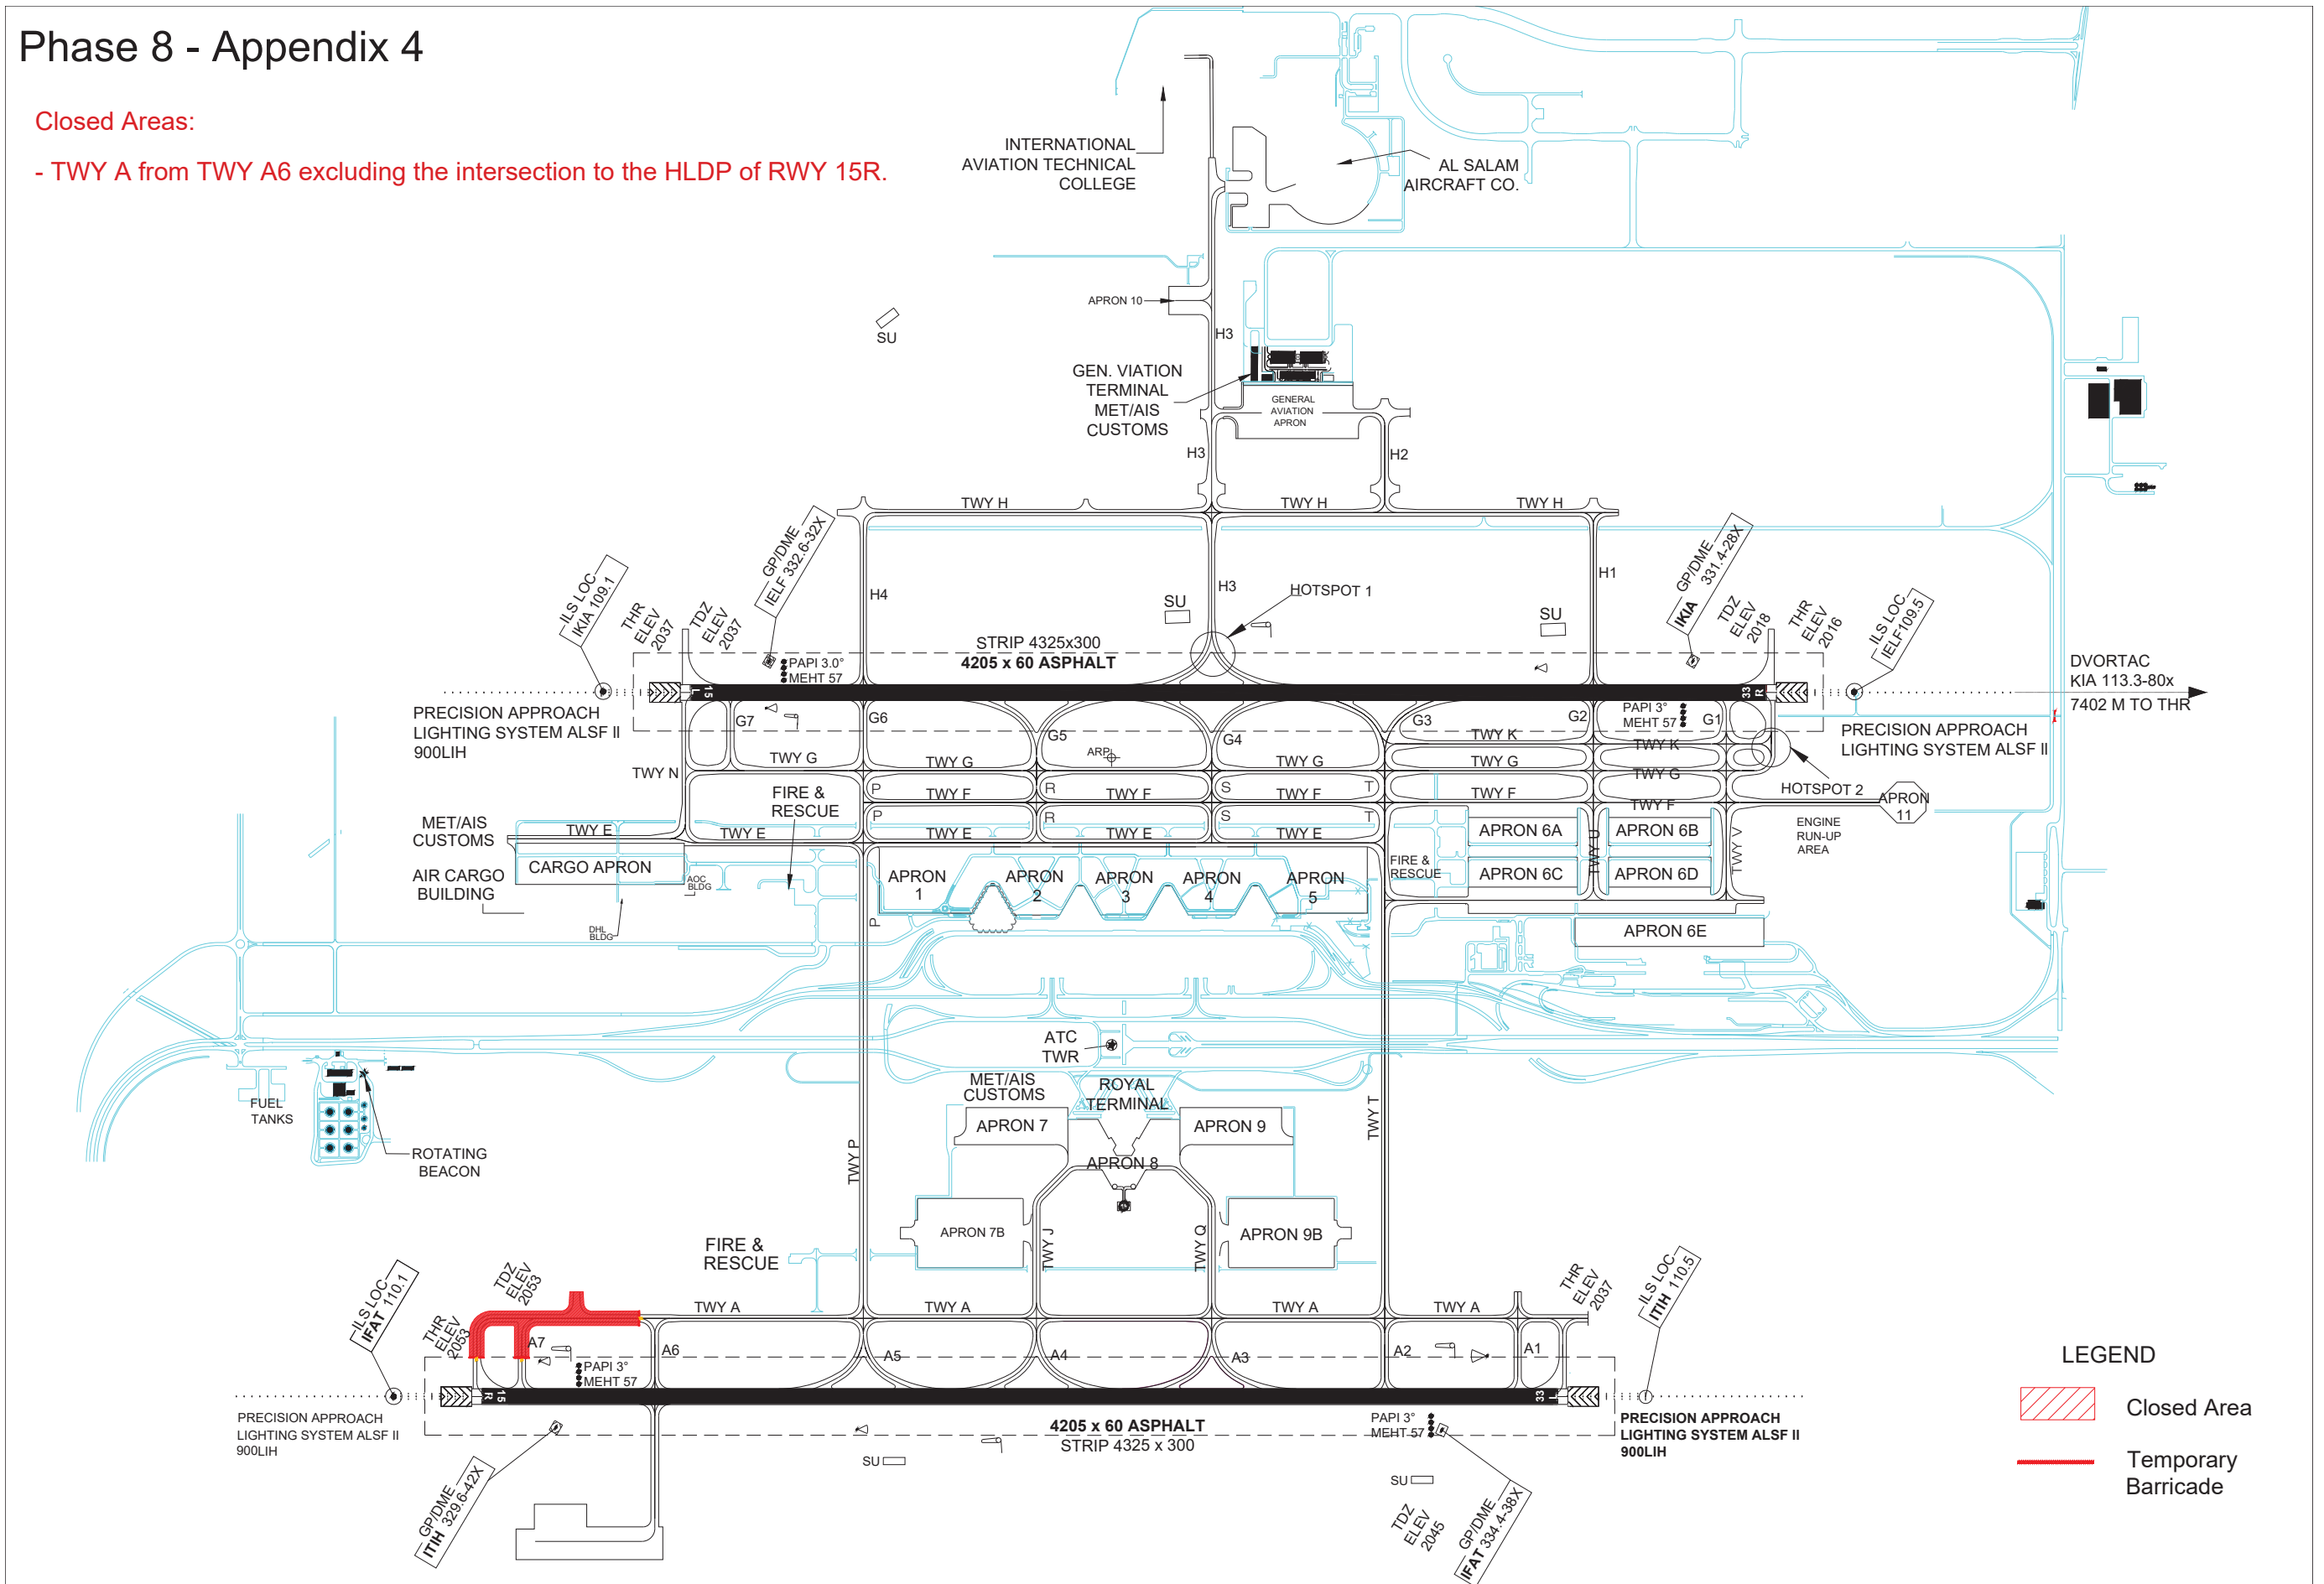 Phase 8 - Appendix 4
Closed Areas:
- TWY A from TWY A6 excluding the intersection to the HLDP of RWY 15R.
INTERNATIONAL
AVIATION TECHNICAL
COLLEGE
AL SALAM
AIRCRAFT CO.
APRON 10
SU
H3
GEN. VIATION
TERMINAL
MET/AIS
CUSTOMS
GENERAL
AVIATION
APRON
H3
H2
TWY H
TWY H
TWY H
ILS LOC
IKIA 109.1
THR
ELEV
2037
TDZ
ELEV
2037
GP/DME
IELF 332.6-32X
H4
H3
H1
SU
HOTSPOT 1
SU
GP/DME
IKIA 331.4-28X
TDZ
ELEV
2018
THR
ELEV
2016
ILS LOC
IELF109.5
STRIP 4325x300
4205 x 60 ASPHALT
PAPI 3.0°
MEHT 57
15
L
33
R
DVORTAC
KIA 113.3-80x
7402 M TO THR
PRECISION APPROACH
LIGHTING SYSTEM ALSF II
900LIH
G7
G6
G5
G4
G3
G2
G1
PAPI 3°
MEHT 57
PRECISION APPROACH
LIGHTING SYSTEM ALSF II
ARP
TWY K
TWY K
TWY N
TWY G
TWY G
TWY G
TWY G
TWY G
HOTSPOT 2
FIRE &
RESCUE
P
TWY F
R
TWY F
S
TWY F
T
TWY F
TWY F
APRON
11
MET/AIS
CUSTOMS
TWY E
TWY E
P
TWY E
R
TWY E
S
TWY E
T
APRON 6A
TWY U
APRON 6B
TWY V
ENGINE
RUN-UP
AREA
AIR CARGO
BUILDING
CARGO APRON
AOC
BLDG
DHL
BLDG
APRON
1
APRON
2
APRON
3
APRON
4
APRON
5
FIRE &
RESCUE
APRON 6C
APRON 6D
P
APRON 6E
ATC
TWR
MET/AIS
CUSTOMS
ROYAL
TERMINAL
FUEL
TANKS
ROTATING
BEACON
APRON 7
APRON 9
APRON 8
TWY P
TWY T
APRON 7B
TWY J
TWY Q
APRON 9B
FIRE &
RESCUE
ILS LOC
IFAT 110.1
THR
ELEV
2053
TDZ
ELEV
2053
TWY A
TWY A
TWY A
TWY A
THR
ELEV
2037
ILS LOC
ITIH 110.5
A7
A6
A5
A4
A3
A2
A1
PAPI 3°
MEHT 57
15
R
33
L
PRECISION APPROACH
LIGHTING SYSTEM ALSF II
900LIH
GP/DME
ITIH 329.6-42X
4205 x 60 ASPHALT
STRIP 4325 x 300
SU
PAPI 3°
MEHT 57
SU
TDZ
ELEV
2045
GP/DME
IFAT 334.4-38X
PRECISION APPROACH
LIGHTING SYSTEM ALSF II
900LIH
LEGEND
Closed Area
Temporary
Barricade